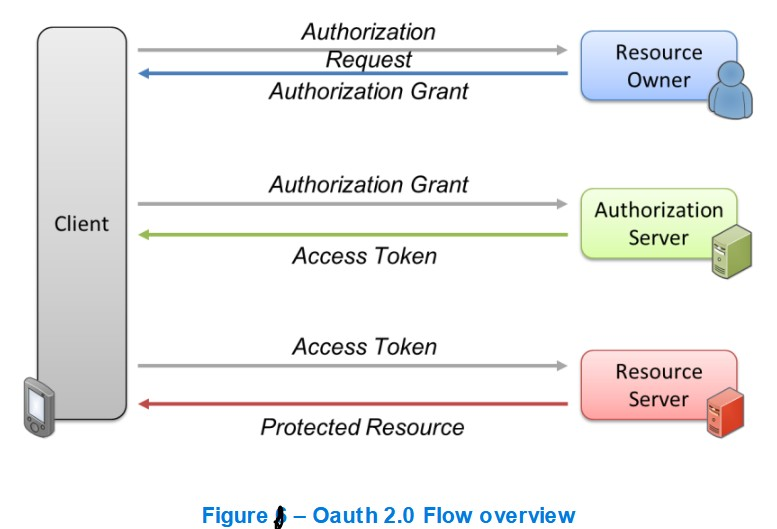 Authorization
Request
Resource
Owner
Authorization Grant
Client
Authorization Grant
Authorization
Server
Access Token
Access Token
Resource
Server
Protected Resource
Figure – Oauth 2.0 Flow overview